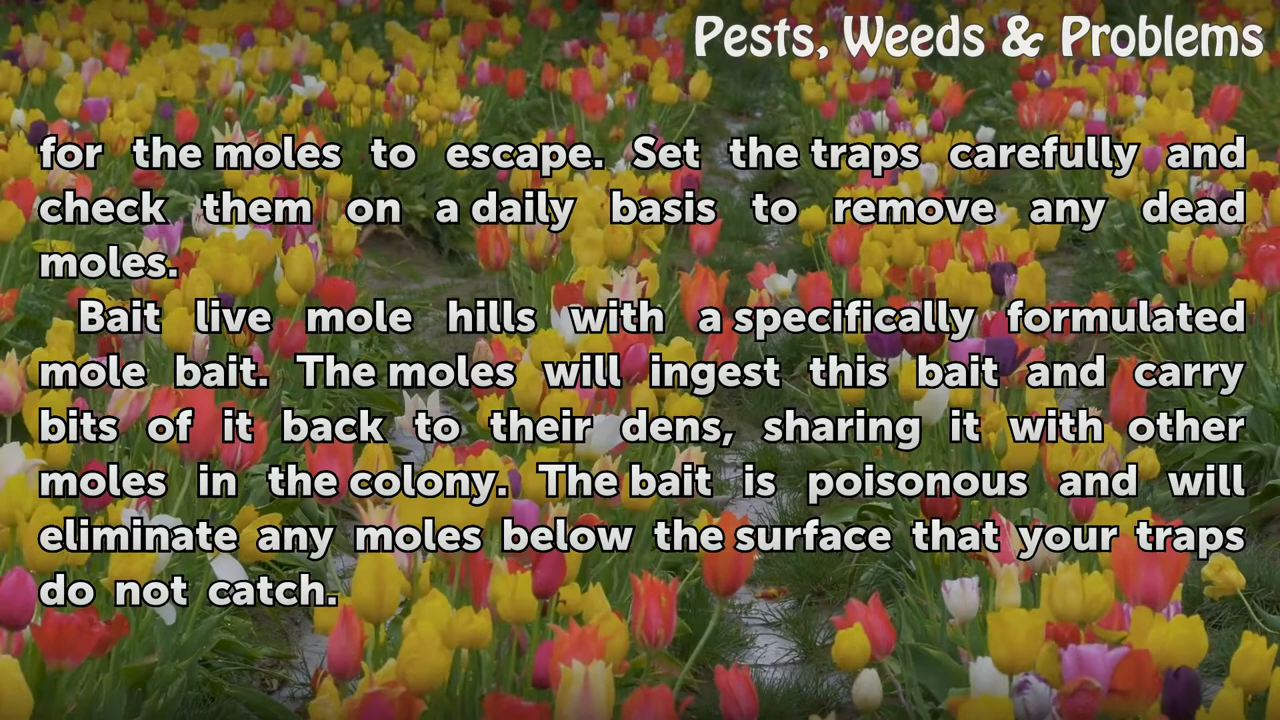 Pests, Weeds & Problems
for the moles to escape. Set the traps carefully and
check them on a daily basis to remove any dead
moles.
Bait live mole hills with a specifically formulated
mole bait. The moles will ingest this bait and carry
bits of it back to their dens, sharing it with other
moles in the colony. The bait is poisonous and will
eliminate any moles below the surface that your traps
do not catch.